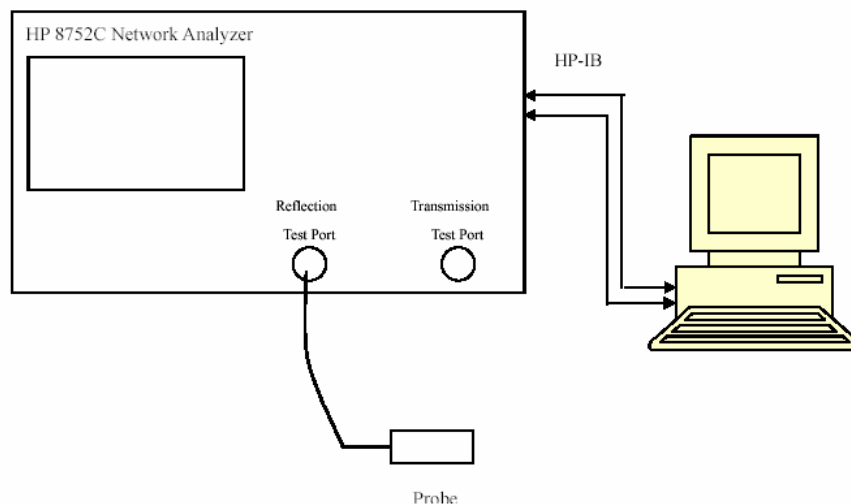 HP 8752C Network Analyzer
HP-IB
Reflection
Test Port
Transmission
Test Port
Probe